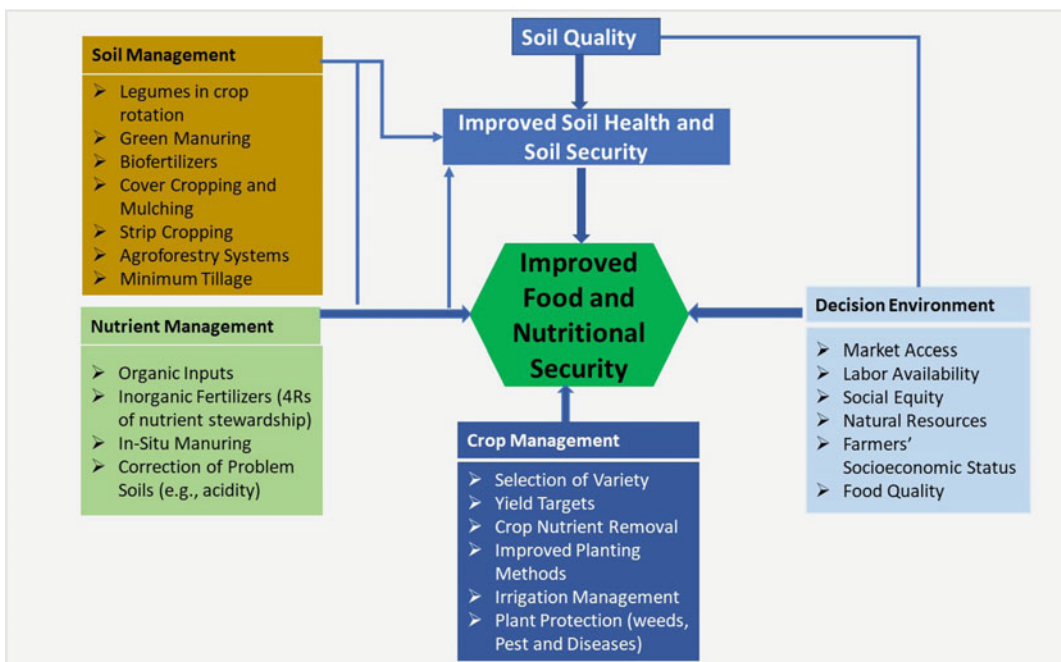 Soil Quality
Soil Management
Legumes in crop
rotation
Green Manuring
Biofertilizers
Cover Cropping and
Mulching
Strip Cropping
Agroforestry Systems
Minimum Tillage
Improved Soil Health and
Soil Security
Improved
Food and
Nutritional
Security
Nutrient Management
Organic Inputs
Inorganic Fertilizers (4Rs
of nutrient stewardship)
In-Situ Manuring
Correction of Problem
Soils (e.g., acidity)
Decision Environment
Market Access
Labor Availability
Social Equity
Natural Resources
Farmers’
Socioeconomic Status
Food Quality
Crop Management
Selection of Variety
Yield Targets
Crop Nutrient Removal
Improved Planting
Methods
Irrigation Management
Plant Protection (weeds,
Pest and Diseases)